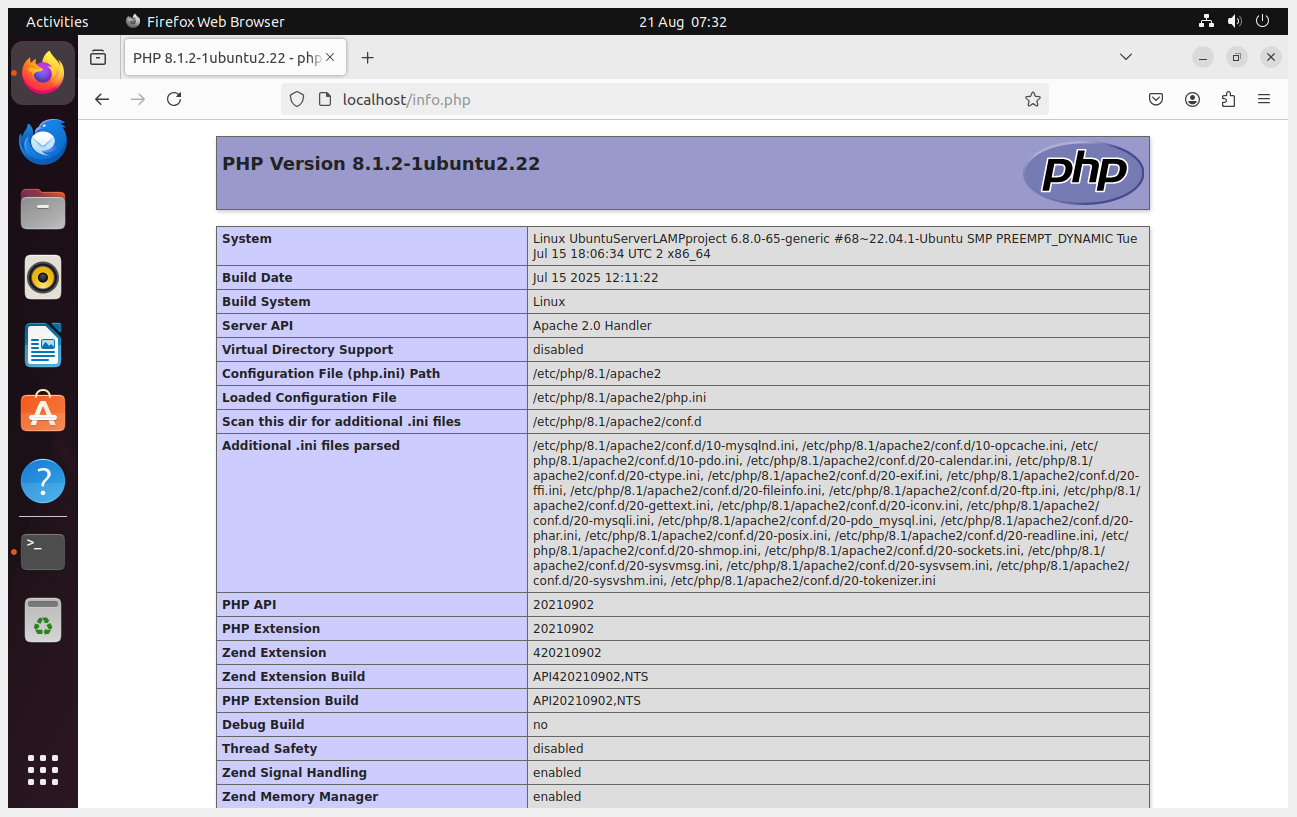 Activities
Firefox Web Browser
21 Aug 07:32
PHP 8.1.2-1ubuntu2.22 - php
localhost/info.php
PHP Version 8.1.2-1ubuntu2.22
php
System
Linux UbuntuServerLAMPproject 6.8.0-65-generic #68~22.04.1-Ubuntu SMP PREEMPT_DYNAMIC Tue
Jul 15 18:06:34 UTC 2 x86_64
Build Date
Jul 15 2025 12:11:22
Build System
Linux
Server API
Apache 2.0 Handler
Virtual Directory Support
disabled
Configuration File (php.ini) Path
/etc/php/8.1/apache2
Loaded Configuration File
/etc/php/8.1/apache2/php.ini
Scan this dir for additional .ini files
/etc/php/8.1/apache2/conf.d
Additional .ini files parsed
/etc/php/8.1/apache2/conf.d/10-mysqlnd.ini, /etc/php/8.1/apache2/conf.d/10-opcache.ini, /etc/
php/8.1/apache2/conf.d/10-pdo.ini, /etc/php/8.1/apache2/conf.d/20-calendar.ini, /etc/php/8.1/
apache2/conf.d/20-ctype.ini, /etc/php/8.1/apache2/conf.d/20-exif.ini, /etc/php/8.1/apache2/conf.d/20-
ffi.ini, /etc/php/8.1/apache2/conf.d/20-fileinfo.ini, /etc/php/8.1/apache2/conf.d/20-ftp.ini, /etc/php/8.1/
apache2/conf.d/20-gettext.ini, /etc/php/8.1/apache2/conf.d/20-iconv.ini, /etc/php/8.1/apache2/
conf.d/20-mysqli.ini, /etc/php/8.1/apache2/conf.d/20-pdo_mysql.ini, /etc/php/8.1/apache2/conf.d/20-
phar.ini, /etc/php/8.1/apache2/conf.d/20-posix.ini, /etc/php/8.1/apache2/conf.d/20-readline.ini, /etc/
php/8.1/apache2/conf.d/20-shmop.ini, /etc/php/8.1/apache2/conf.d/20-sockets.ini, /etc/php/8.1/
apache2/conf.d/20-sysvmsg.ini, /etc/php/8.1/apache2/conf.d/20-sysvsem.ini, /etc/php/8.1/apache2/
conf.d/20-sysvshm.ini, /etc/php/8.1/apache2/conf.d/20-tokenizer.ini
PHP API
20210902
PHP Extension
20210902
Zend Extension
420210902
Zend Extension Build
API420210902,NTS
PHP Extension Build
API20210902,NTS
Debug Build
no
Thread Safety
disabled
Zend Signal Handling
enabled
Zend Memory Manager
enabled